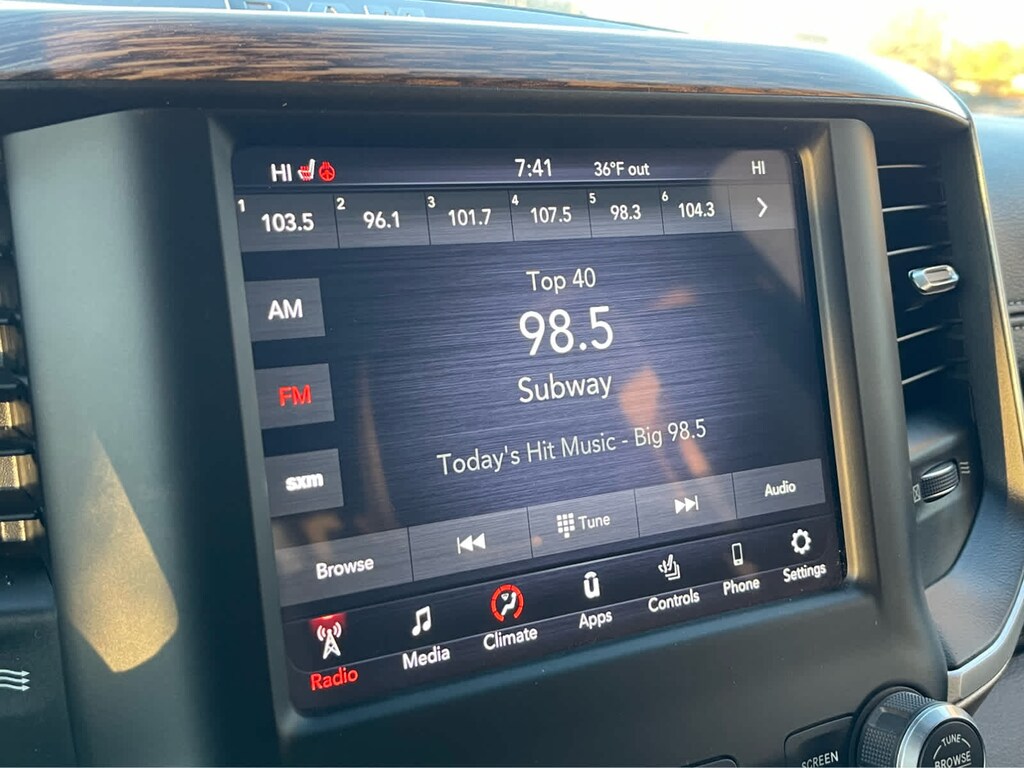 RAM
HI 7:41 36°F out HI
1 103.5 2 96.1 3 101.7 4 107.5 5 98.3 6 104.3
Top 40
AM
98.5
FM
Subway
Today's Hit Music - Big 98.5
sxm
Browse Tune Audio
Radio Media Climate Apps Controls Phone Settings
SCREEN
TUNE
BROWSE